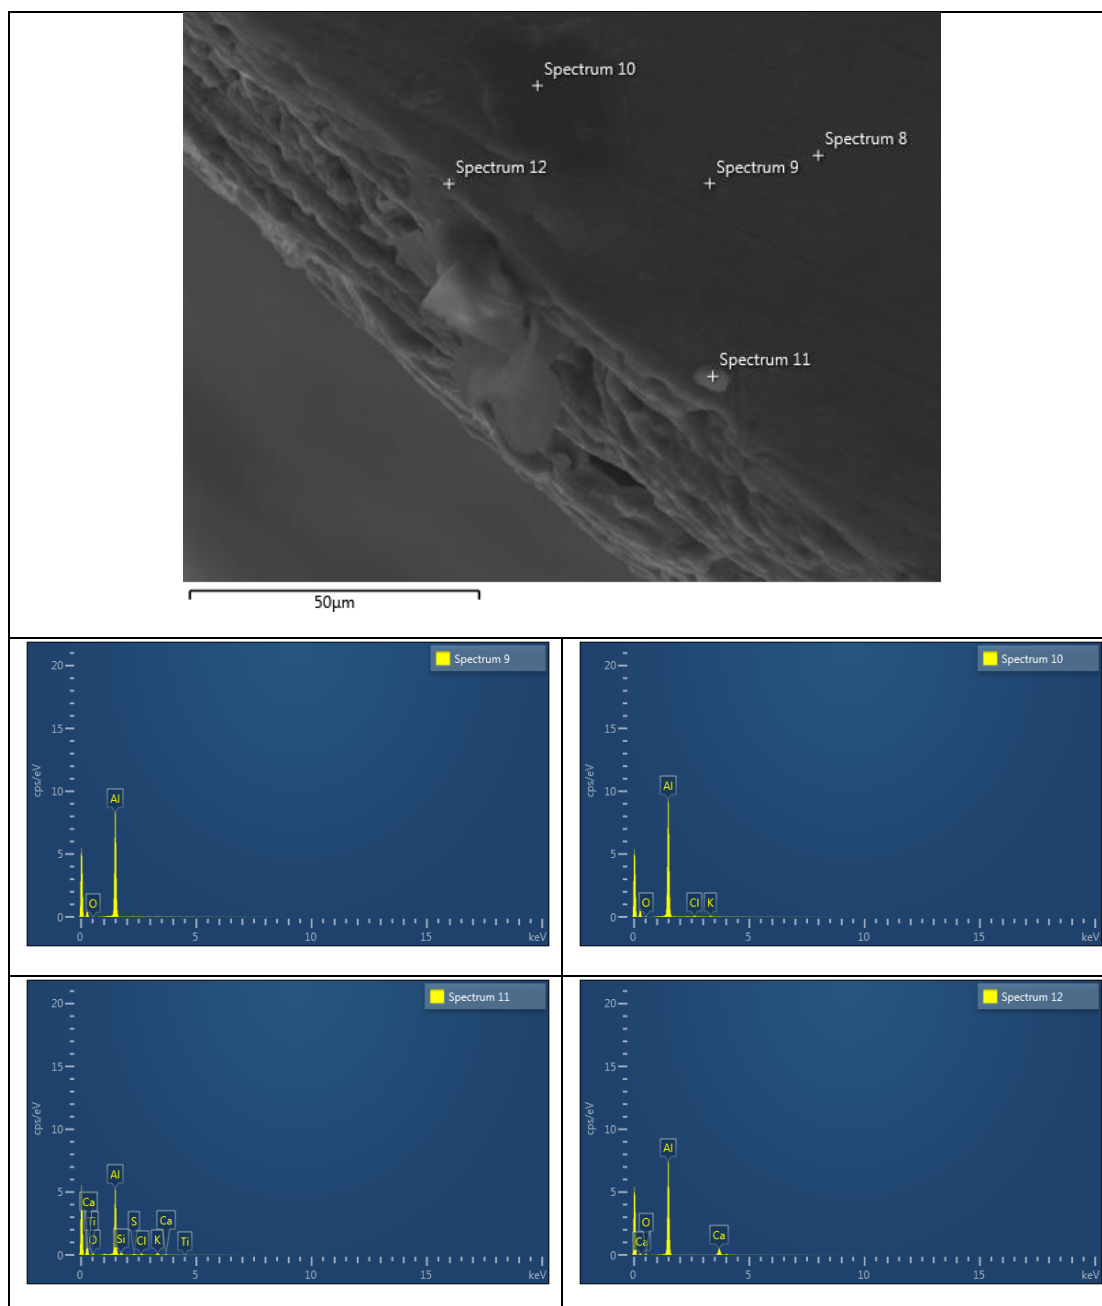 Spectrum 10
Spectrum 8
Spectrum 12
Spectrum 9
Spectrum 11
50µm
Spectrum 9
20
15
10
5
0
cps/eV
Al
O
0 5 10 15 keV
Spectrum 10
20
15
10
5
0
cps/eV
Al
O Cl K
0 5 10 15 keV
Spectrum 11
20
15
10
5
0
cps/eV
Al
Ca
S Ca
Si Cl K Ti
0 5 10 15 keV
Spectrum 12
20
15
10
5
0
cps/eV
Al
O
Ca Ca
0 5 10 15 keV